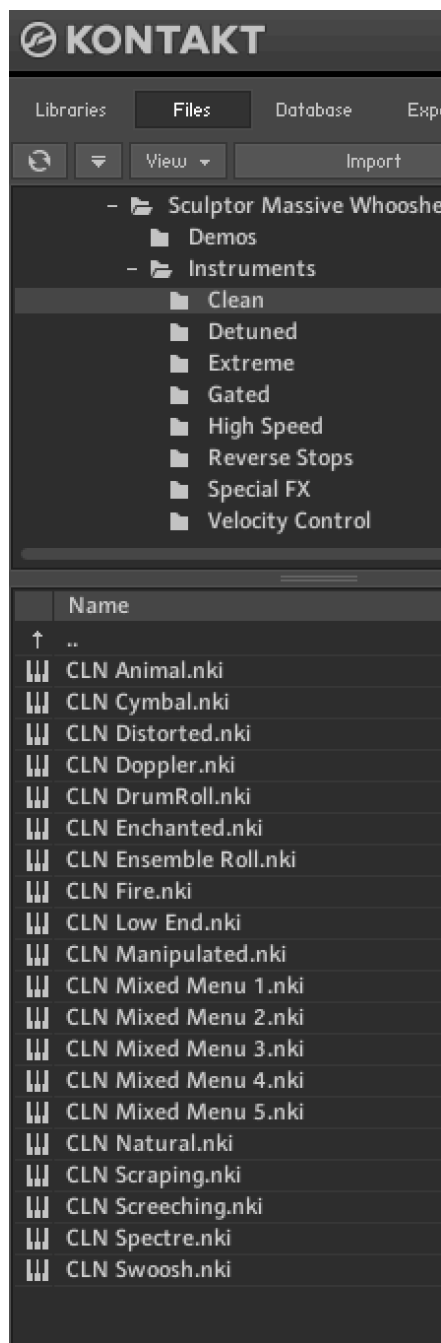 KONTAKT
Libraries Files Database Expe
View Import
Sculptor Massive Whooshe
Demos
Instruments
Clean
Detuned
Extreme
Gated
High Speed
Reverse Stops
Special FX
Velocity Control
Name
..
CLN Animal.nki
CLN Cymbal.nki
CLN Distorted.nki
CLN Doppler.nki
CLN DrumRoll.nki
CLN Enchanted.nki
CLN Ensemble Roll.nki
CLN Fire.nki
CLN Low End.nki
CLN Manipulated.nki
CLN Mixed Menu 1.nki
CLN Mixed Menu 2.nki
CLN Mixed Menu 3.nki
CLN Mixed Menu 4.nki
CLN Mixed Menu 5.nki
CLN Natural.nki
CLN Scraping.nki
CLN Screeching.nki
CLN Spectre.nki
CLN Swoosh.nki